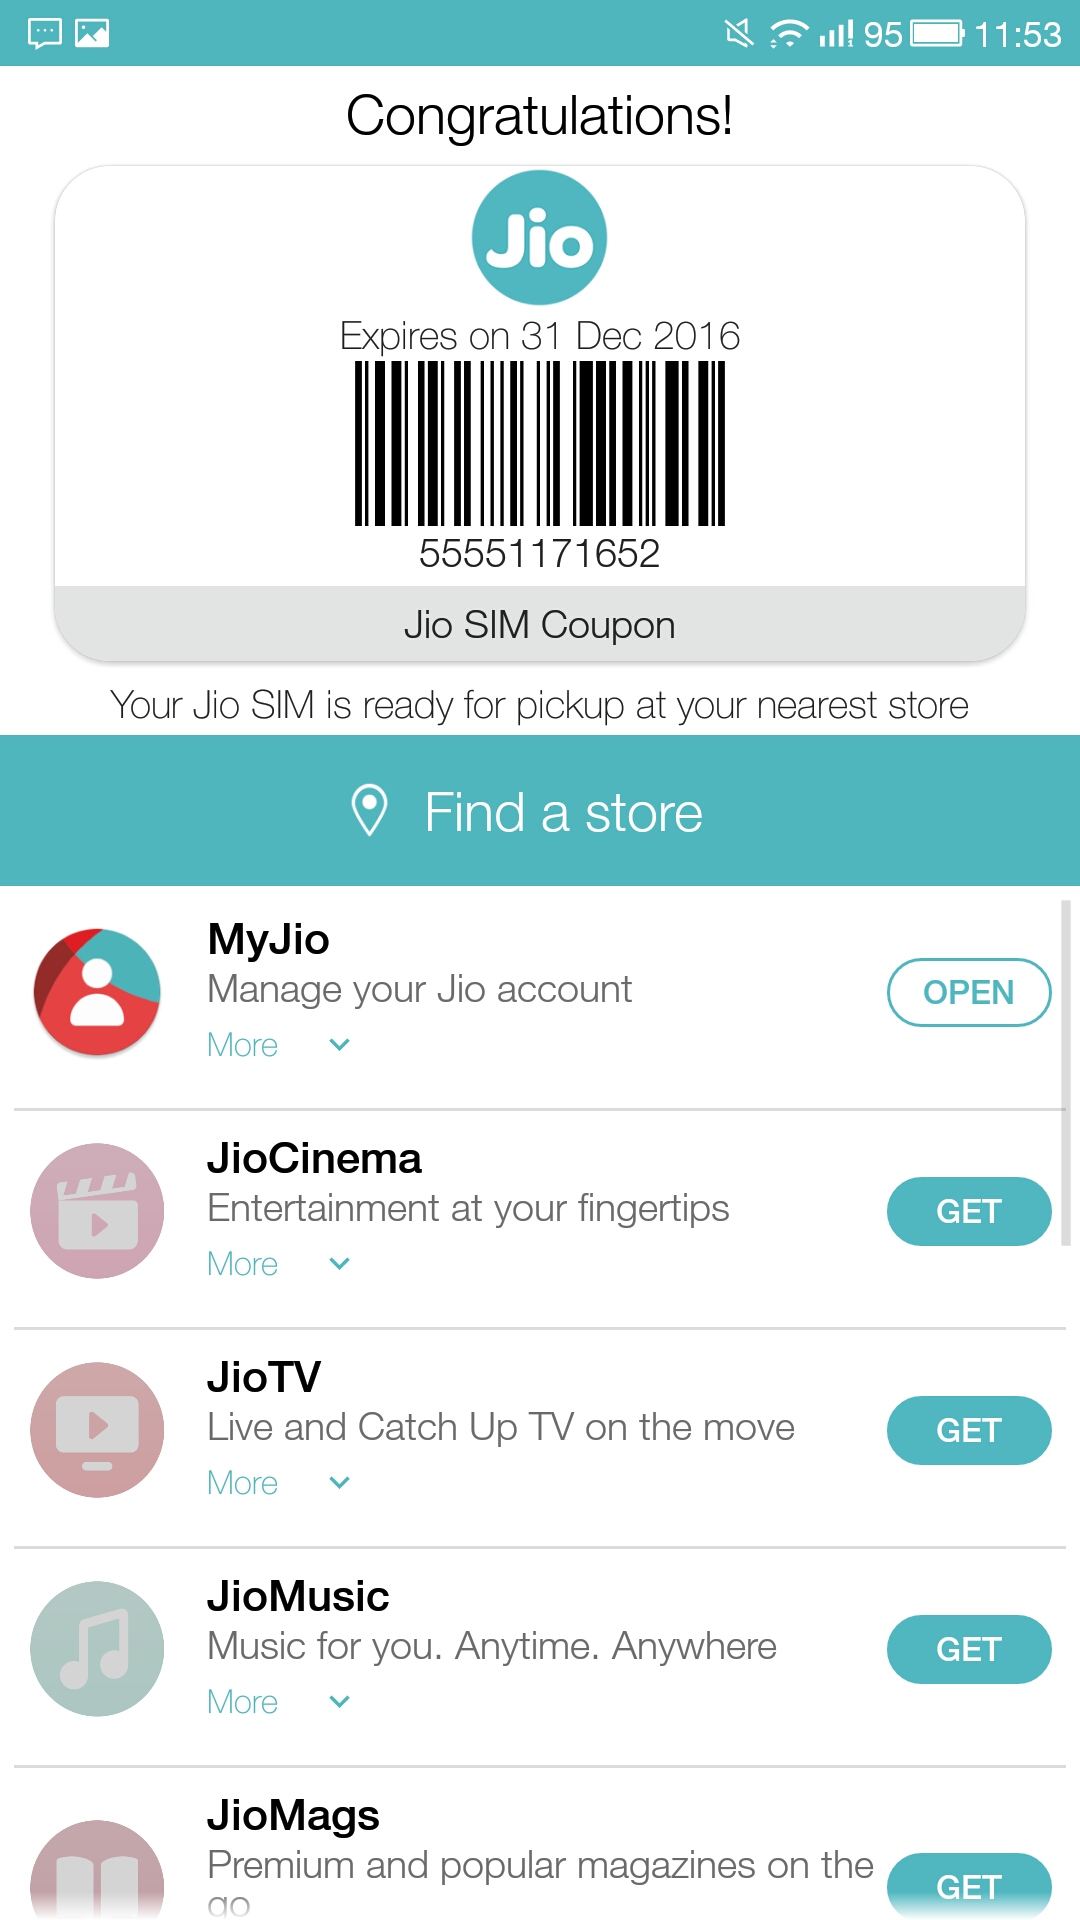 95 11:53
Congratulations!
Jio
Expires on 31 Dec 2016
55551171652
Jio SIM Coupon
Your Jio SIM is ready for pickup at your nearest store
Find a store
MyJio
Manage your Jio account
More
OPEN
JioCinema
Entertainment at your fingertips
More
GET
JioTV
Live and Catch Up TV on the move
More
GET
JioMusic
Music for you. Anytime. Anywhere
More
GET
JioMags
Premium and popular magazines on the
go
GET